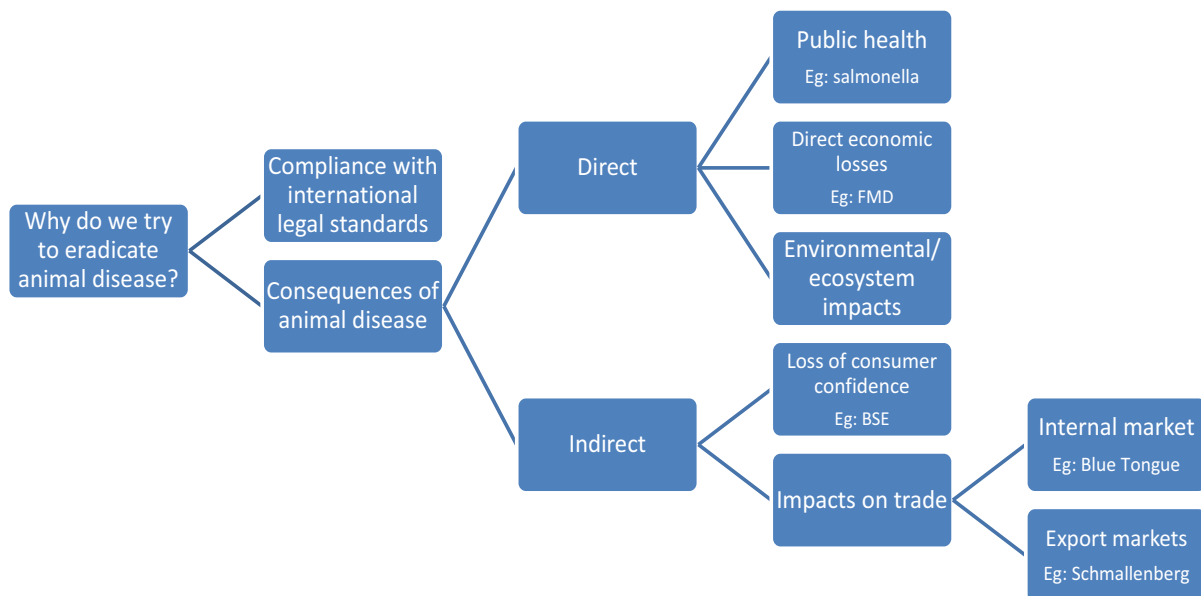 Why do we try
to eradicate
animal disease?
Compliance with
international
legal standards
Consequences of
animal disease
Direct
Public health
Eg: salmonella
Direct economic
losses
Eg: FMD
Environmental/
ecosystem
impacts
Indirect
Loss of consumer
confidence
Eg: BSE
Impacts on trade
Internal market
Eg: Blue Tongue
Export markets
Eg: Schmallenberg